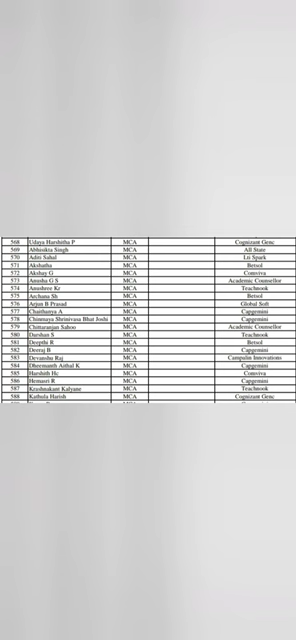 568 Udaya Harshitha P MCA Cognizant Genc
569 Abhisikta Singh MCA All State
570 Aditi Sahal MCA Lti Spark
571 Akshatha MCA Betsol
572 Akshay G MCA Comviva
573 Anusha G S MCA Academic Counsellor
574 Anushree Kr MCA Teachnook
575 Archana Sh MCA Betsol
576 Arjun B Prasad MCA Global Soft
577 Chaithanya A MCA Capgemini
578 Chinmaya Shrinivasa Bhat Joshi MCA Capgemini
579 Chittaranjan Sahoo MCA Academic Counsellor
580 Darshan S MCA Teachnook
581 Deepthi R MCA Betsol
582 Deeraj B MCA Capgemini
583 Devanshu Raj MCA Campalin Innovations
584 Dheemanth Aithal K MCA Capgemini
585 Harshith Hc MCA Comviva
586 Hemasri R MCA Capgemini
587 Krushnakant Kalyane MCA Teachnook
588 Kathula Harish MCA Cognizant Genc